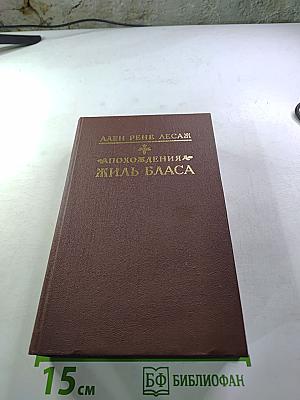 АЛЕН РЕНЕ ЛЕСАЖ
ПОХОЖДЕНИЯ
ЖИЛЬ БЛАСА
15 см
БФ БИБЛИОФАН